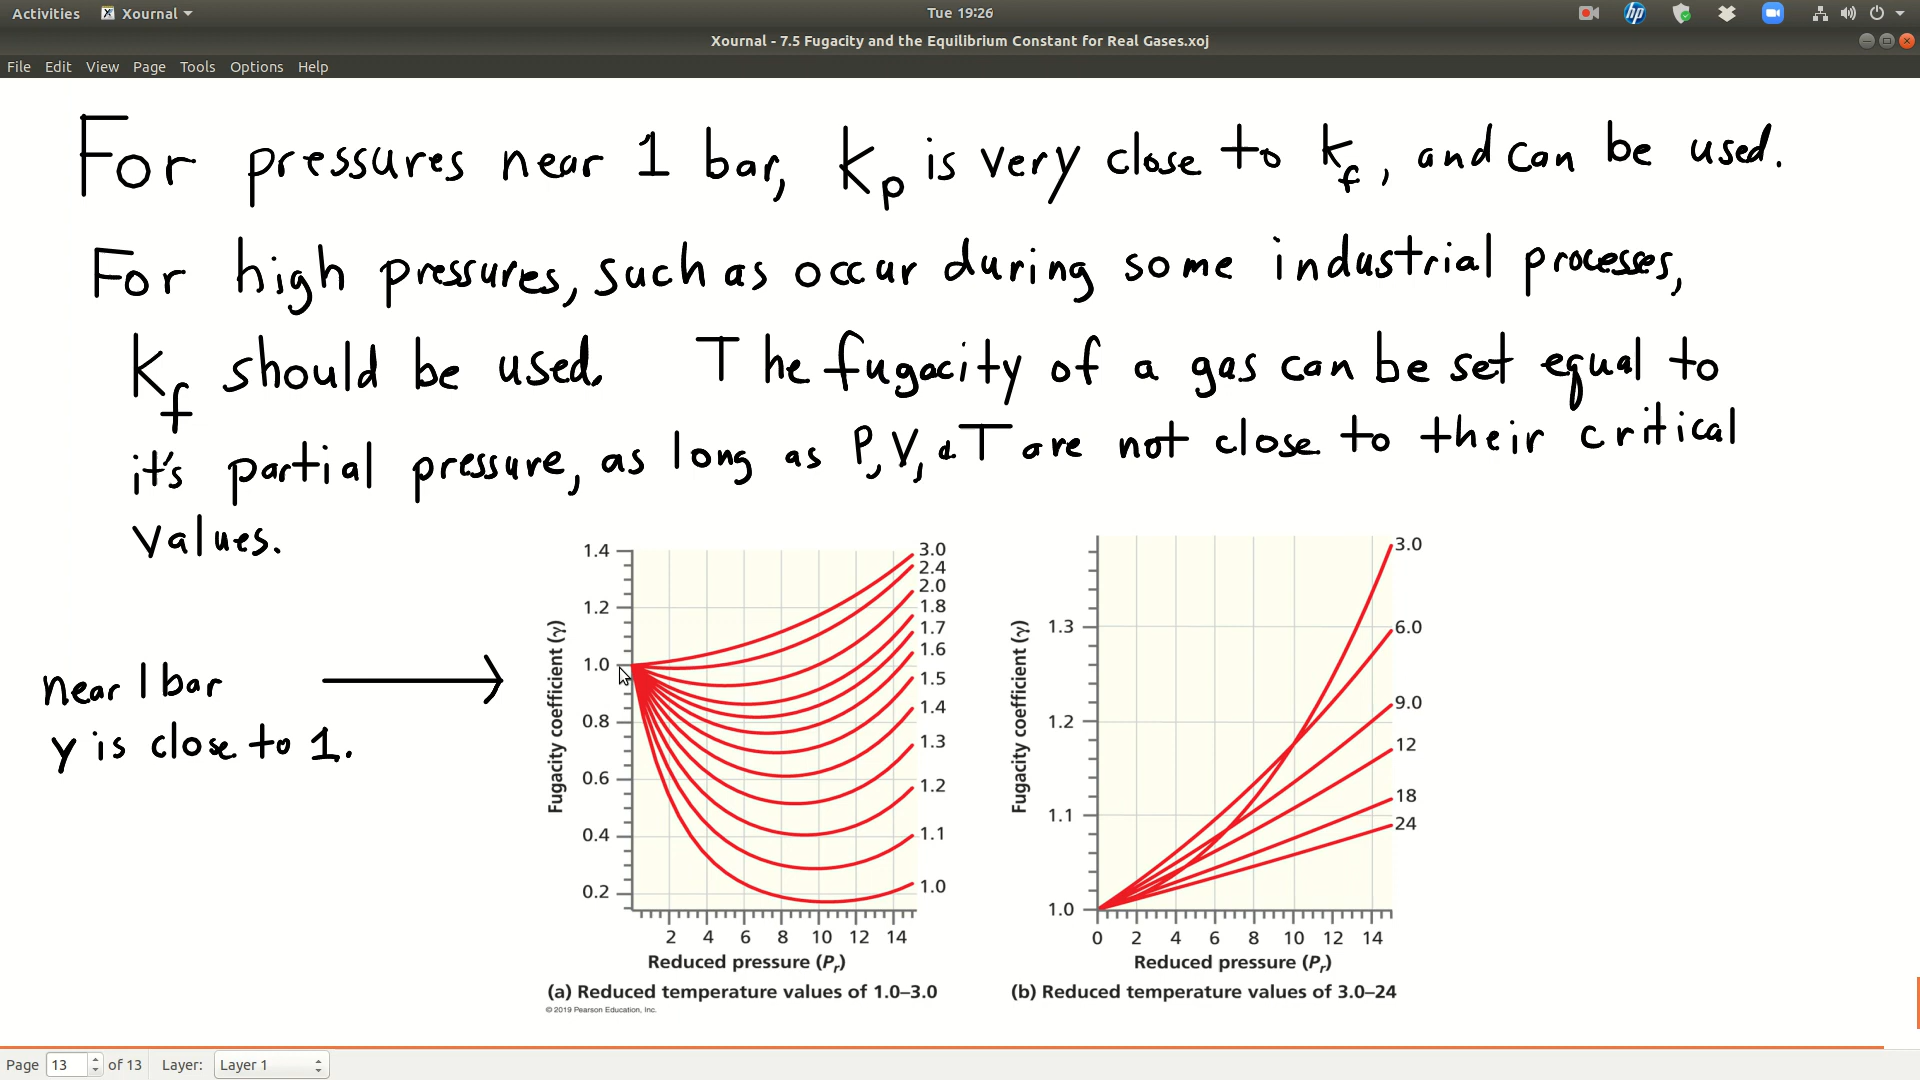 Activities Xournal Tue 19:26
Xournal - 7.5 Fugacity and the Equilibrium Constant for Real Gases.xoj
File Edit View Page Tools Options Help
For pressures near 1 bar, Kp is very close to Kf, and can be used.
For high pressures, such as occur during some industrial processes,
Kf should be used. The fugacity of a gas can be set equal to
it's partial pressure, as long as P, V, & T are not close to their critical
values.
near 1 bar
γ is close to 1.
Fugacity coefficient (γ)
1.4
1.2
1.0
0.8
0.6
0.4
0.2
3.0
2.4
2.0
1.8
1.7
1.6
1.5
1.4
1.3
1.2
1.1
1.0
2 4 6 8 10 12 14
Reduced pressure (Pr)
(a) Reduced temperature values of 1.0–3.0
© 2019 Pearson Education, Inc.
Fugacity coefficient (γ)
1.3
1.2
1.1
1.0
3.0
6.0
9.0
12
18
24
0 2 4 6 8 10 12 14
Reduced pressure (Pr)
(b) Reduced temperature values of 3.0–24
Page 13 of 13 Layer: Layer 1
hp